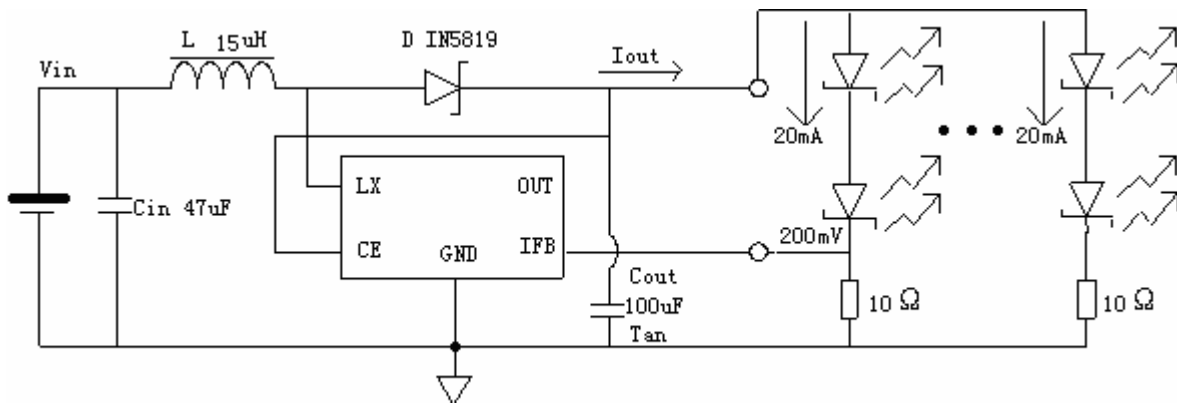 L 15uH
D IN5819
Vin
Iout
20mA
20mA
LX
OUT
Cin 47uF
CE
GND
IFB
200mV
Cout
100uF
Tan
10 Ω
10 Ω